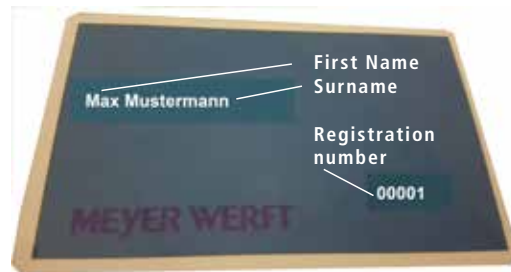 First Name
Max Mustermann
Surname
Registration
number
00001
MEYER WERFT